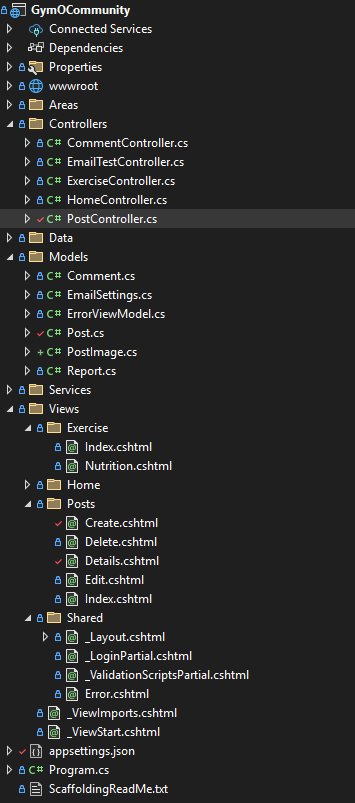 GymOCommunity
Connected Services
Dependencies
Properties
wwwroot
Areas
Controllers
C# CommentController.cs
C# EmailTestController.cs
C# ExerciseController.cs
C# HomeController.cs
C# PostController.cs
Data
Models
C# Comment.cs
C# EmailSettings.cs
C# ErrorViewModel.cs
C# Post.cs
C# PostImage.cs
C# Report.cs
Services
Views
Exercise
Index.cshtml
Nutrition.cshtml
Home
Posts
Create.cshtml
Delete.cshtml
Details.cshtml
Edit.cshtml
Index.cshtml
Shared
_Layout.cshtml
_LoginPartial.cshtml
_ValidationScriptsPartial.cshtml
Error.cshtml
_ViewImports.cshtml
_ViewStart.cshtml
appsettings.json
C# Program.cs
ScaffoldingReadMe.txt